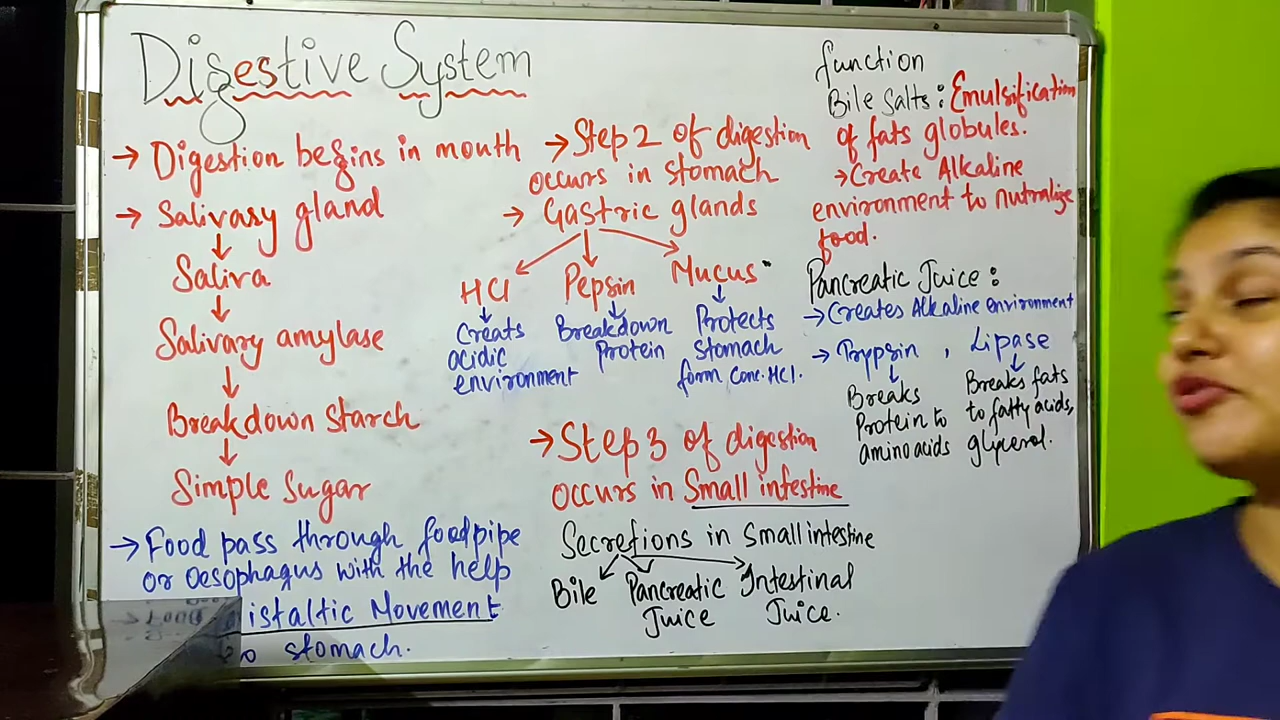 Digestive System
→ Digestion begins in mouth
→ Salivary gland
↓
Saliva
↓
Salivary amylase
↓
Breakdown starch
↓
Simple Sugar
→ Food pass through foodpipe
or oesophagus with the help
istaltic Movement
stomach.
→ Step 2 of digestion
occurs in stomach
→ Gastric glands
HCl Pepsin Mucus
Creats acidic environment
Breakdown Protein
Protects stomach form Conc. HCl.
→ Step 3 of digestion
occurs in Small intestine
Secretions in Small intestine
Bile Pancreatic Juice Intestinal Juice.
function
Bile Salts: Emulsification
of fats globules.
→ Create Alkaline
environment to nutralize
food.
Pancreatic Juice:
→ Creates Alkaline environment
→ Trypsin , Lipase
Breaks Protein to amino acids
Breaks fats to fatty acids, glycerol.